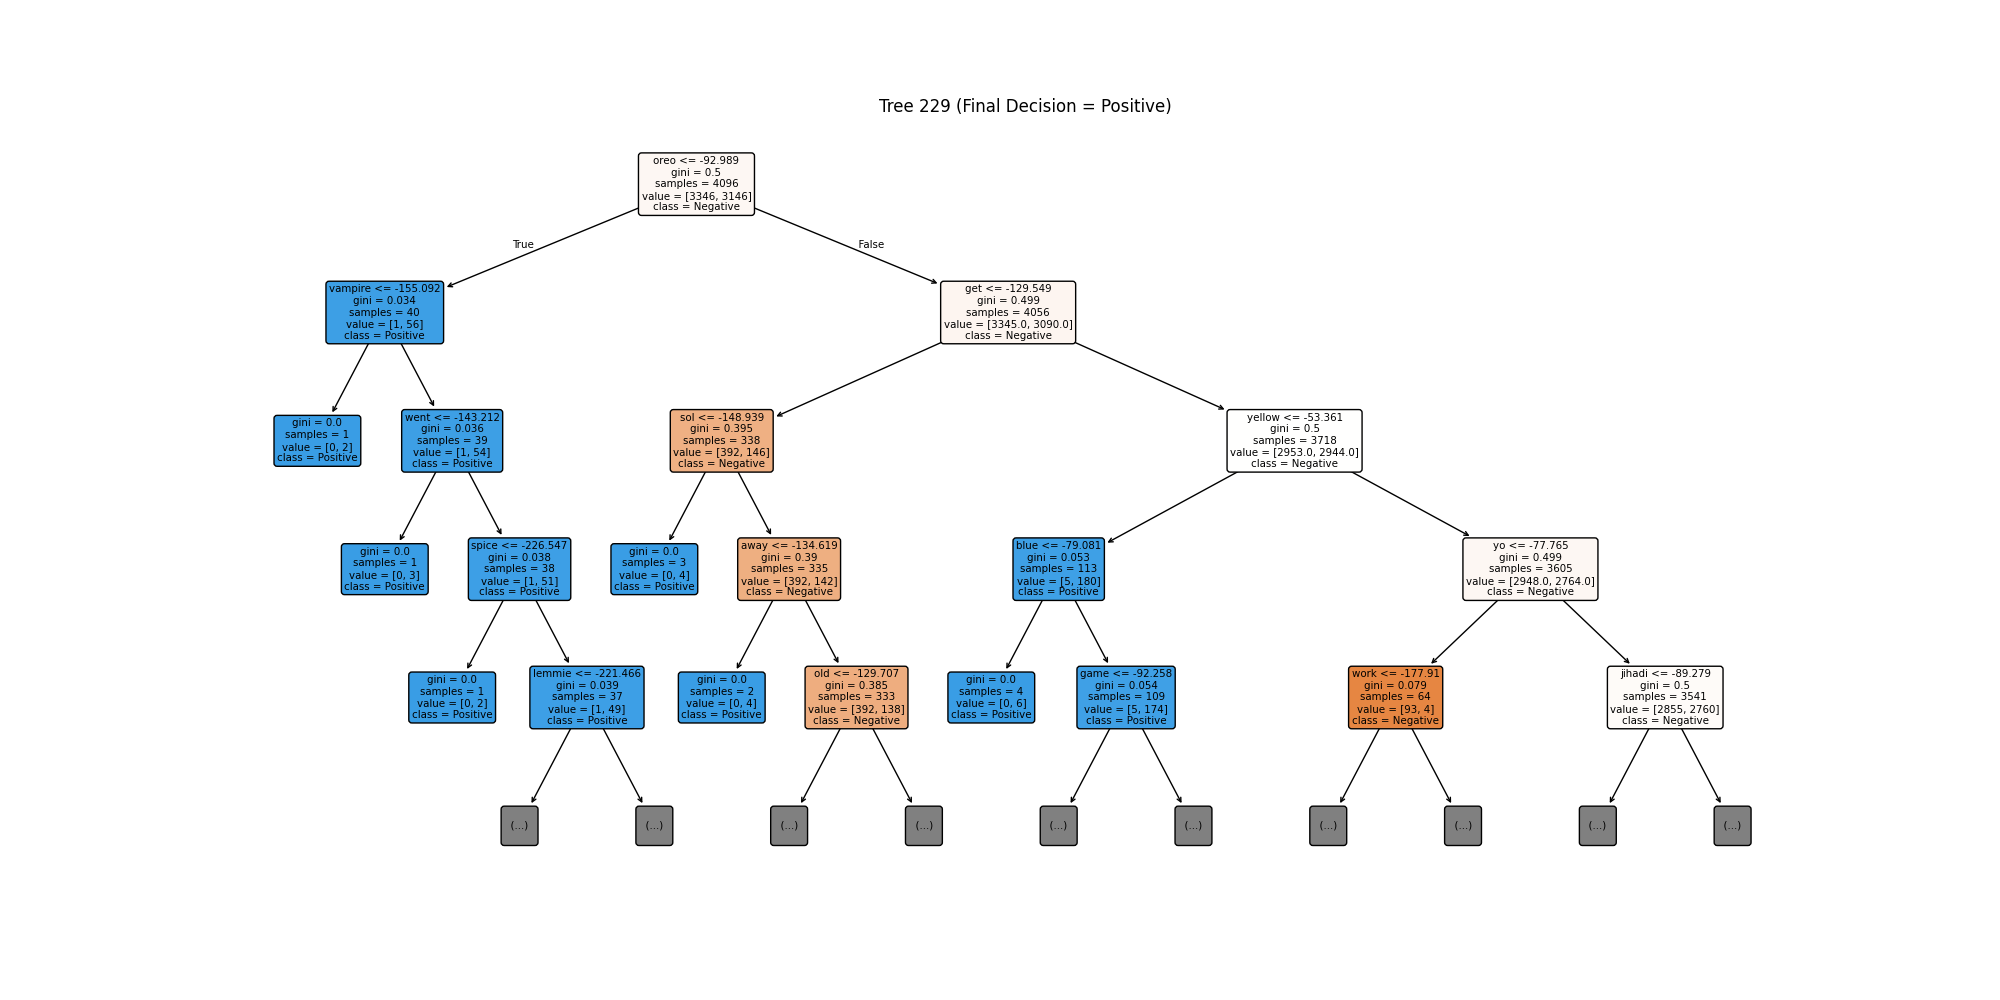 Tree 229 (Final Decision = Positive)
oreo <= -92.989
gini = 0.5
samples = 4096
value = [3346, 3146]
class = Negative
True
False
vampire <= -155.092
gini = 0.034
samples = 40
value = [1, 56]
class = Positive
get <= -129.549
gini = 0.499
samples = 4056
value = [3345.0, 3090.0]
class = Negative
gini = 0.0
samples = 1
value = [0, 2]
class = Positive
went <= -143.212
gini = 0.036
samples = 39
value = [1, 54]
class = Positive
sol <= -148.939
gini = 0.395
samples = 338
value = [392, 146]
class = Negative
yellow <= -53.361
gini = 0.5
samples = 3718
value = [2953.0, 2944.0]
class = Negative
gini = 0.0
samples = 1
value = [0, 3]
class = Positive
spice <= -226.547
gini = 0.038
samples = 38
value = [1, 51]
class = Positive
gini = 0.0
samples = 3
value = [0, 4]
class = Positive
away <= -134.619
gini = 0.39
samples = 335
value = [392, 142]
class = Negative
blue <= -79.081
gini = 0.053
samples = 113
value = [5, 180]
class = Positive
yo <= -77.765
gini = 0.499
samples = 3605
value = [2948.0, 2764.0]
class = Negative
gini = 0.0
samples = 1
value = [0, 2]
class = Positive
lemmie <= -221.466
gini = 0.039
samples = 37
value = [1, 49]
class = Positive
gini = 0.0
samples = 2
value = [0, 4]
class = Positive
old <= -129.707
gini = 0.385
samples = 333
value = [392, 138]
class = Negative
gini = 0.0
samples = 4
value = [0, 6]
class = Positive
game <= -92.258
gini = 0.054
samples = 109
value = [5, 174]
class = Positive
work <= -177.91
gini = 0.079
samples = 64
value = [93, 4]
class = Negative
jihadi <= -89.279
gini = 0.5
samples = 3541
value = [2855, 2760]
class = Negative
(...)
(...)
(...)
(...)
(...)
(...)
(...)
(...)
(...)
(...)